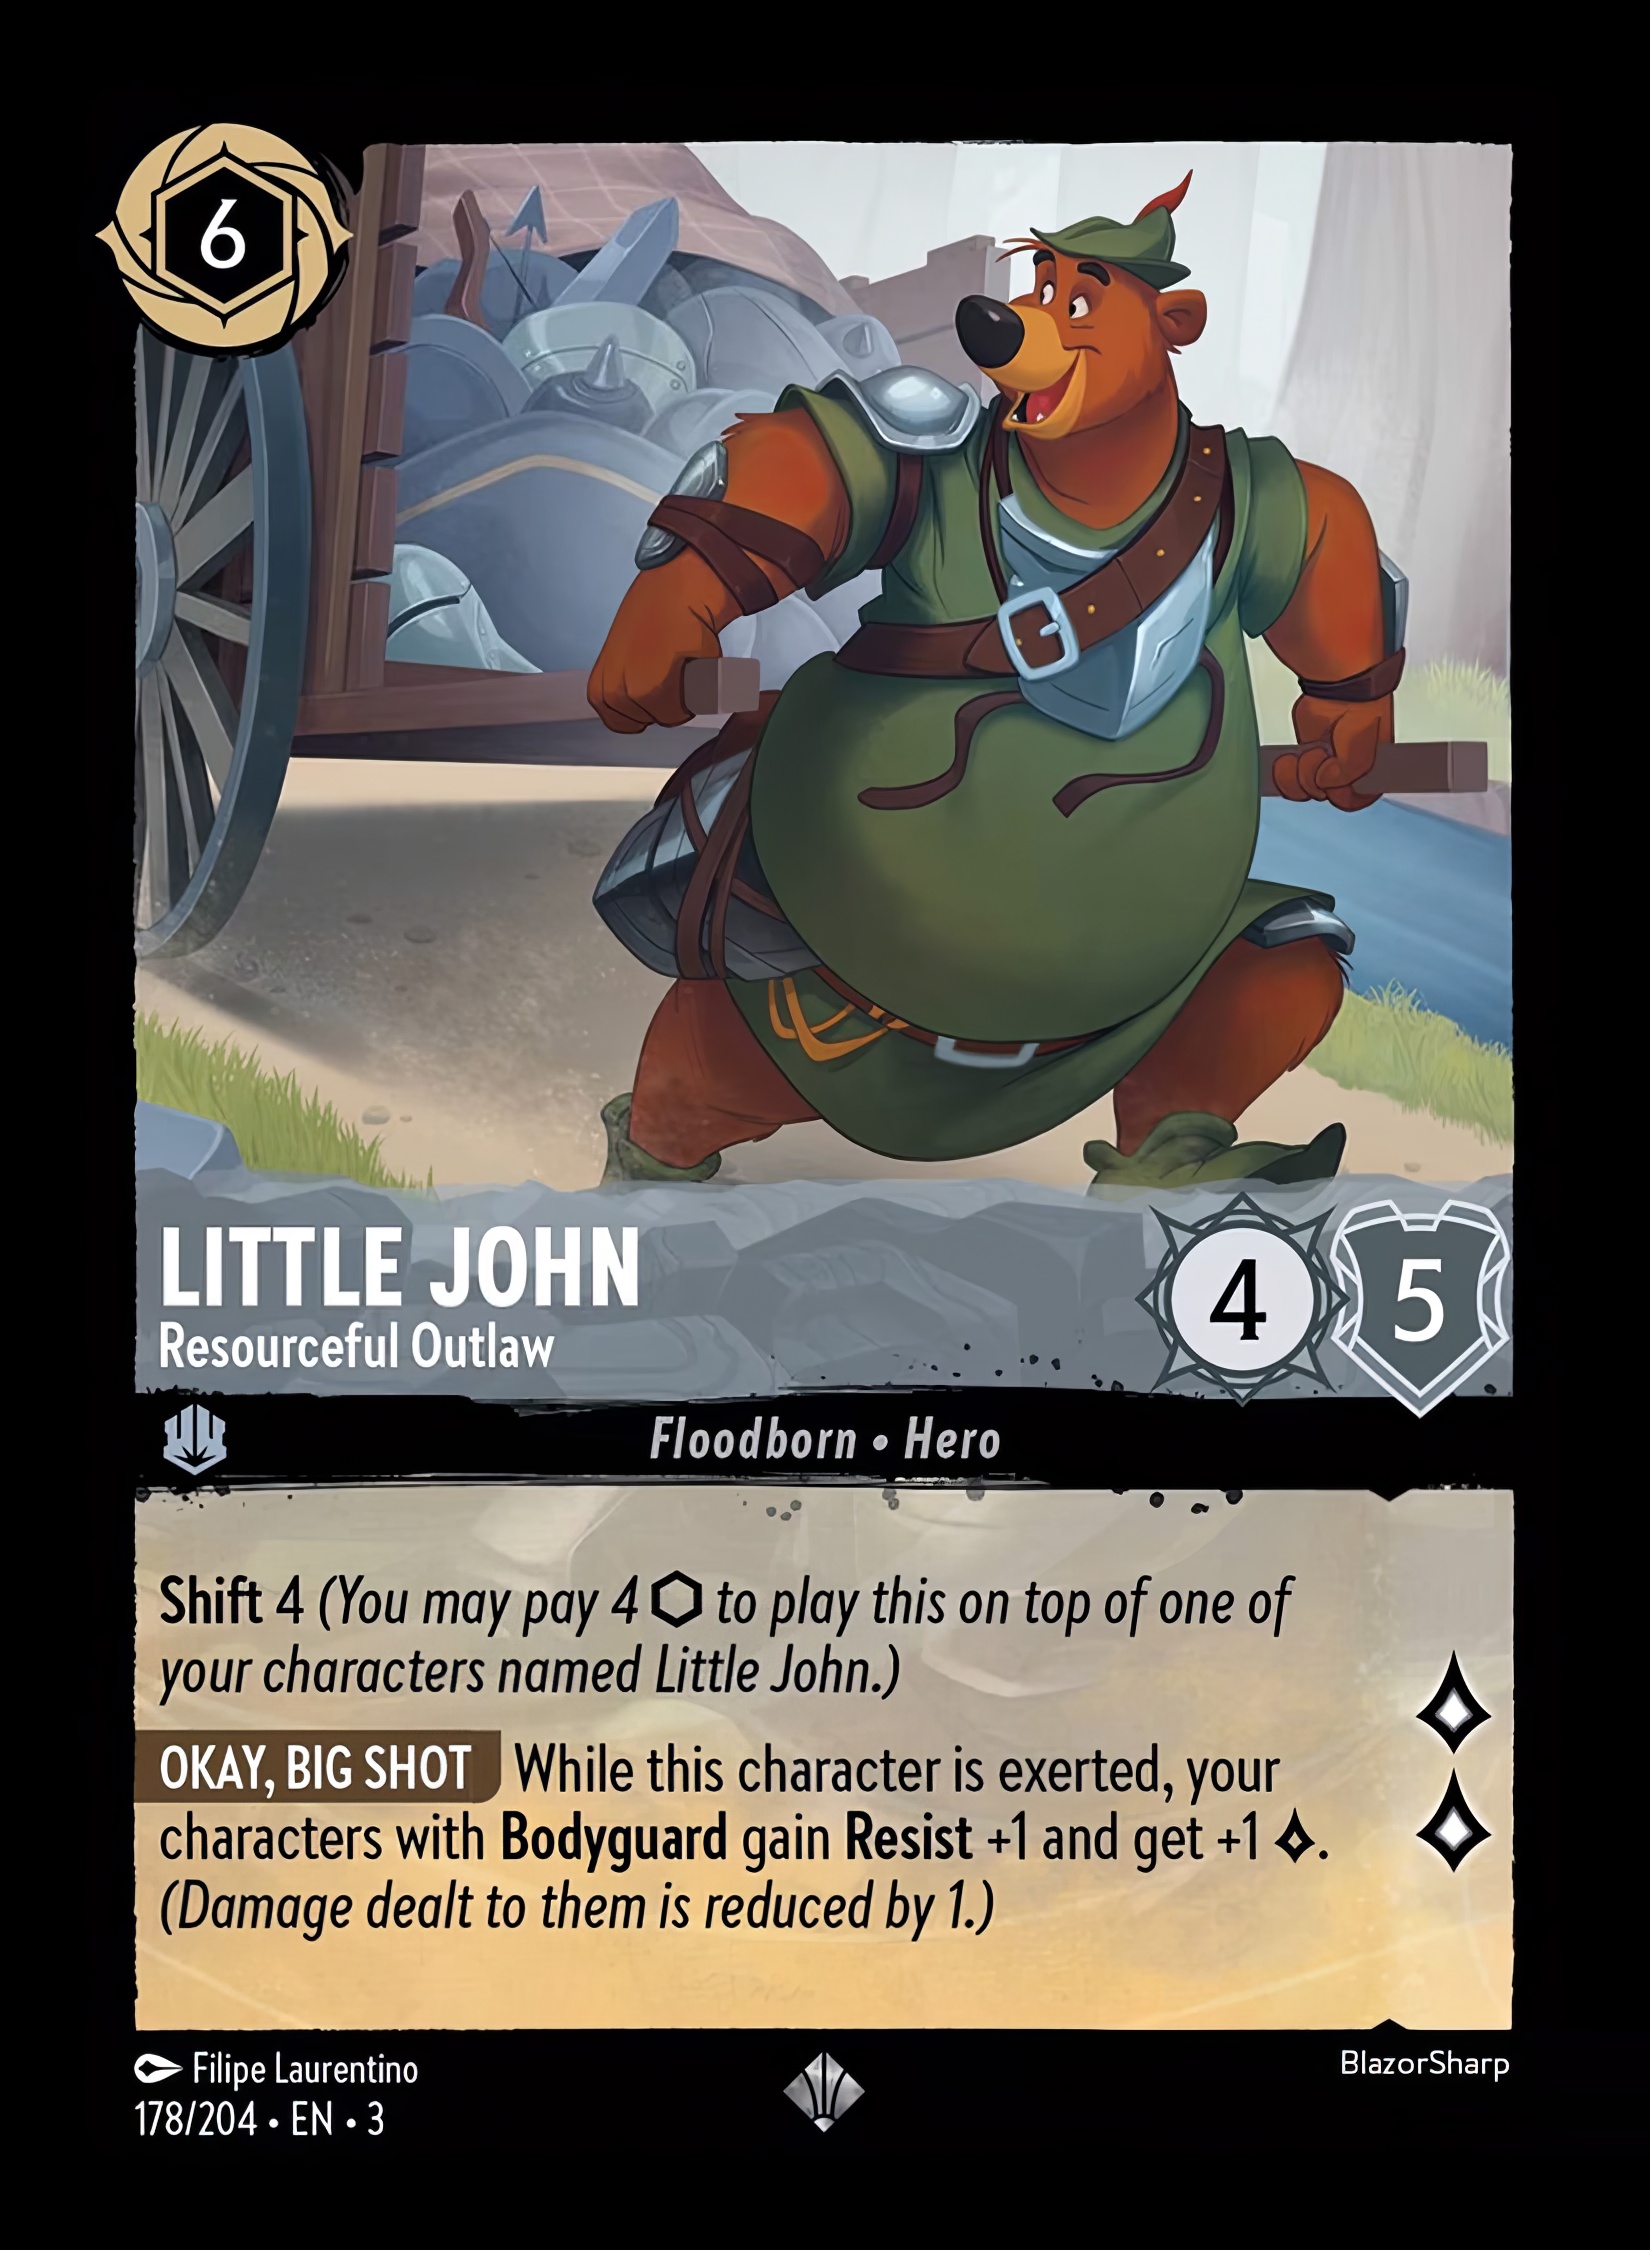 6
LITTLE JOHN
Resourceful Outlaw
4
5
Floodborn • Hero
Shift 4 (You may pay 4 ⬡ to play this on top of one of
your characters named Little John.)
OKAY, BIG SHOT While this character is exerted, your
characters with Bodyguard gain Resist +1 and get +1 ◊.
(Damage dealt to them is reduced by 1.)
Filipe Laurentino
178/204 • EN • 3
BlazorSharp